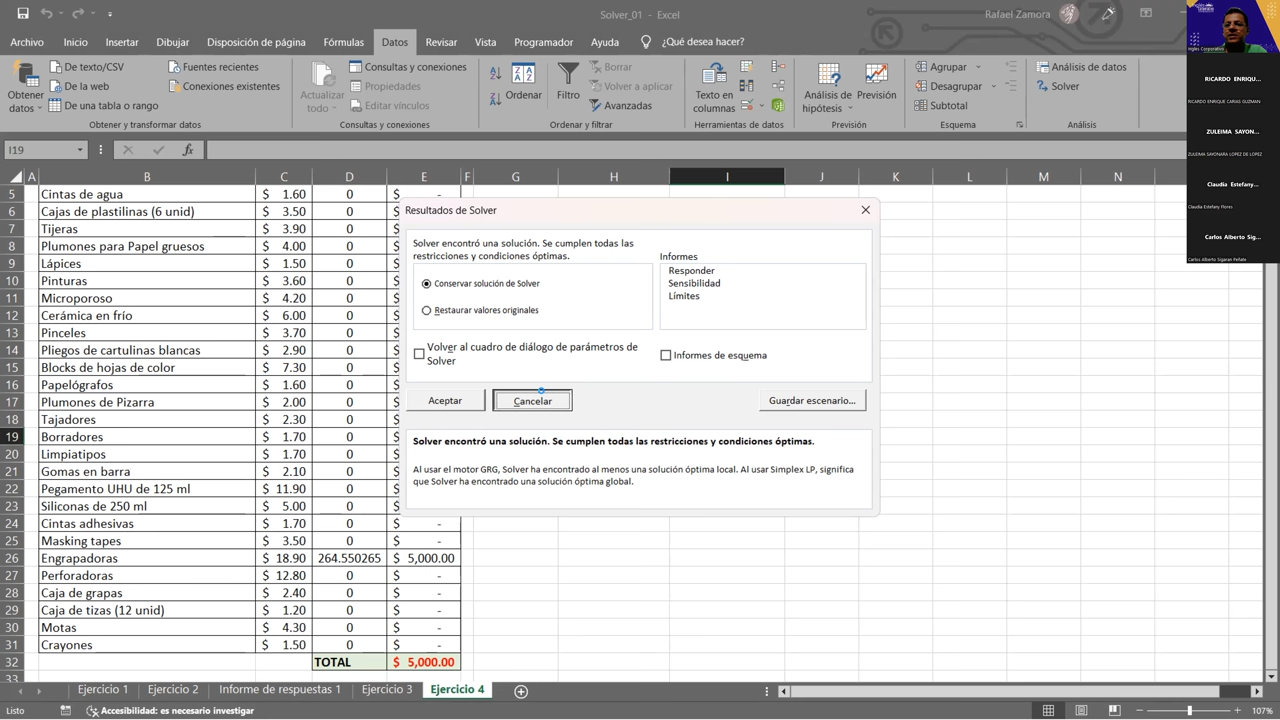 Solver_01 - Excel
Rafael Zamora
Archivo Inicio Insertar Dibujar Disposición de página Fórmulas Datos Revisar Vista Programador Ayuda ¿Qué desea hacer?
Obtener datos
De texto/CSV
De la web
De una tabla o rango
Fuentes recientes
Conexiones existentes
Obtener y transformar datos
Actualizar todo
Consultas y conexiones
Propiedades
Editar vínculos
Consultas y conexiones
Ordenar
Filtro
Borrar
Volver a aplicar
Avanzadas
Ordenar y filtrar
Texto en columnas
Herramientas de datos
Análisis de hipótesis
Previsión
Previsión
Agrupar
Desagrupar
Subtotal
Esquema
Análisis de datos
Solver
Análisis
Ingles Corporativo
RICARDO ENRIQU...
RICARDO ENRIQUE CARIAS GUZMAN
ZULEIMA SAYON...
ZULEIMA SAYONARA LOPEZ DE LOPEZ
Claudia Estefany ...
Claudia Estefany Flores
Carlos Alberto Sig...
Carlos Alberto Sigaran Peñate
I19 fx
A B C D E F G H I J K L M N
5 Cintas de agua $ 1.60 0 $ -
6 Cajas de plastilinas (6 unid) $ 3.50 0 $
7 Tijeras $ 3.90 0 $
8 Plumones para Papel gruesos $ 4.00 0 $
9 Lápices $ 1.50 0 $
10 Pinturas $ 3.60 0 $
11 Microporoso $ 4.20 0 $
12 Cerámica en frío $ 6.00 0 $
13 Pinceles $ 3.70 0 $
14 Pliegos de cartulinas blancas $ 2.90 0 $
15 Blocks de hojas de color $ 7.30 0 $
16 Papelógrafos $ 1.60 0 $
17 Plumones de Pizarra $ 2.00 0 $
18 Tajadores $ 2.30 0 $
19 Borradores $ 1.70 0 $
20 Limpiatipos $ 1.70 0 $
21 Gomas en barra $ 2.10 0 $
22 Pegamento UHU de 125 ml $ 11.90 0 $
23 Siliconas de 250 ml $ 5.00 0 $
24 Cintas adhesivas $ 1.70 0 $ -
25 Masking tapes $ 3.50 0 $ -
26 Engrapadoras $ 18.90 264.550265 $ 5,000.00
27 Perforadoras $ 12.80 0 $ -
28 Caja de grapas $ 2.40 0 $ -
29 Caja de tizas (12 unid) $ 1.20 0 $ -
30 Motas $ 4.30 0 $ -
31 Crayones $ 1.50 0 $ -
32 TOTAL $ 5,000.00
33
Resultados de Solver
Solver encontró una solución. Se cumplen todas las
restricciones y condiciones óptimas.
Conservar solución de Solver
Restaurar valores originales
Volver al cuadro de diálogo de parámetros de
Solver
Informes
Responder
Sensibilidad
Límites
Informes de esquema
Aceptar
Cancelar
Guardar escenario...
Solver encontró una solución. Se cumplen todas las restricciones y condiciones óptimas.
Al usar el motor GRG, Solver ha encontrado al menos una solución óptima local. Al usar Simplex LP, significa
que Solver ha encontrado una solución óptima global.
Ejercicio 1 Ejercicio 2 Informe de respuestas 1 Ejercicio 3 Ejercicio 4
Listo
Accesibilidad: es necesario investigar
107%